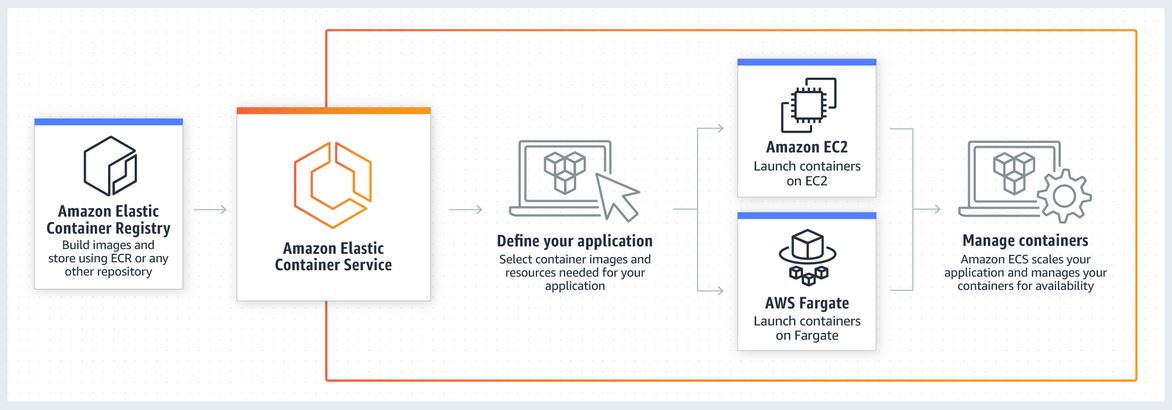 Amazon Elastic
Container Registry
Build images and
store using ECR or any
other repository
Amazon Elastic
Container Service
Define your application
Select container images and
resources needed for your
application
Amazon EC2
Launch containers
on EC2
AWS Fargate
Launch containers
on Fargate
Manage containers
Amazon ECS scales your
application and manages your
containers for availability